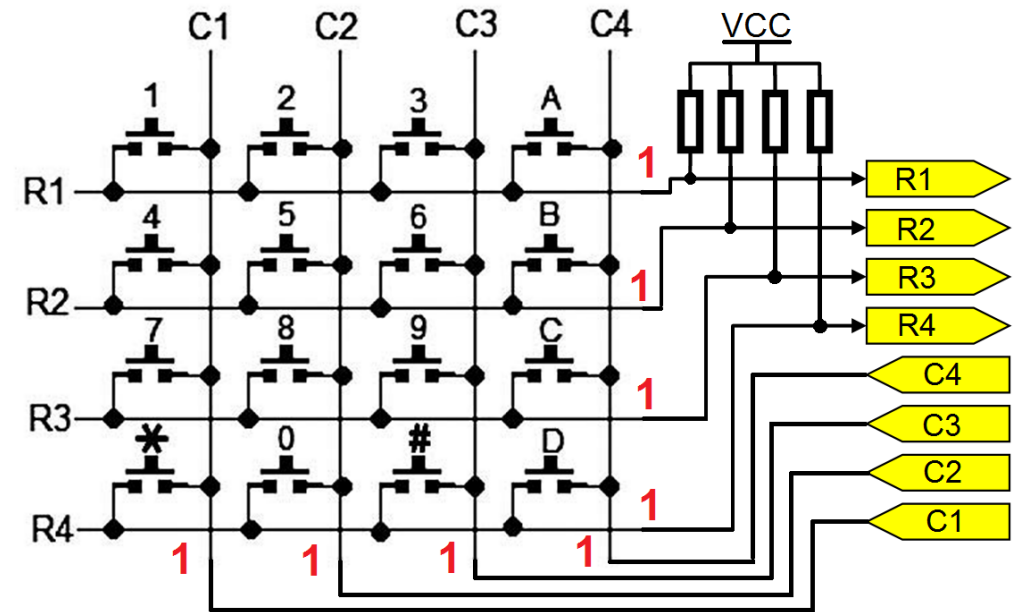 C1 C2 C3 C4 VCC
1 2 3 A
1
R1 R1
R2
4 5 6 B
1
R2 R3
R4
7 8 9 C
C4
1
R3 C3
* 0 # D
C2
1
R4 C1
1 1 1 1